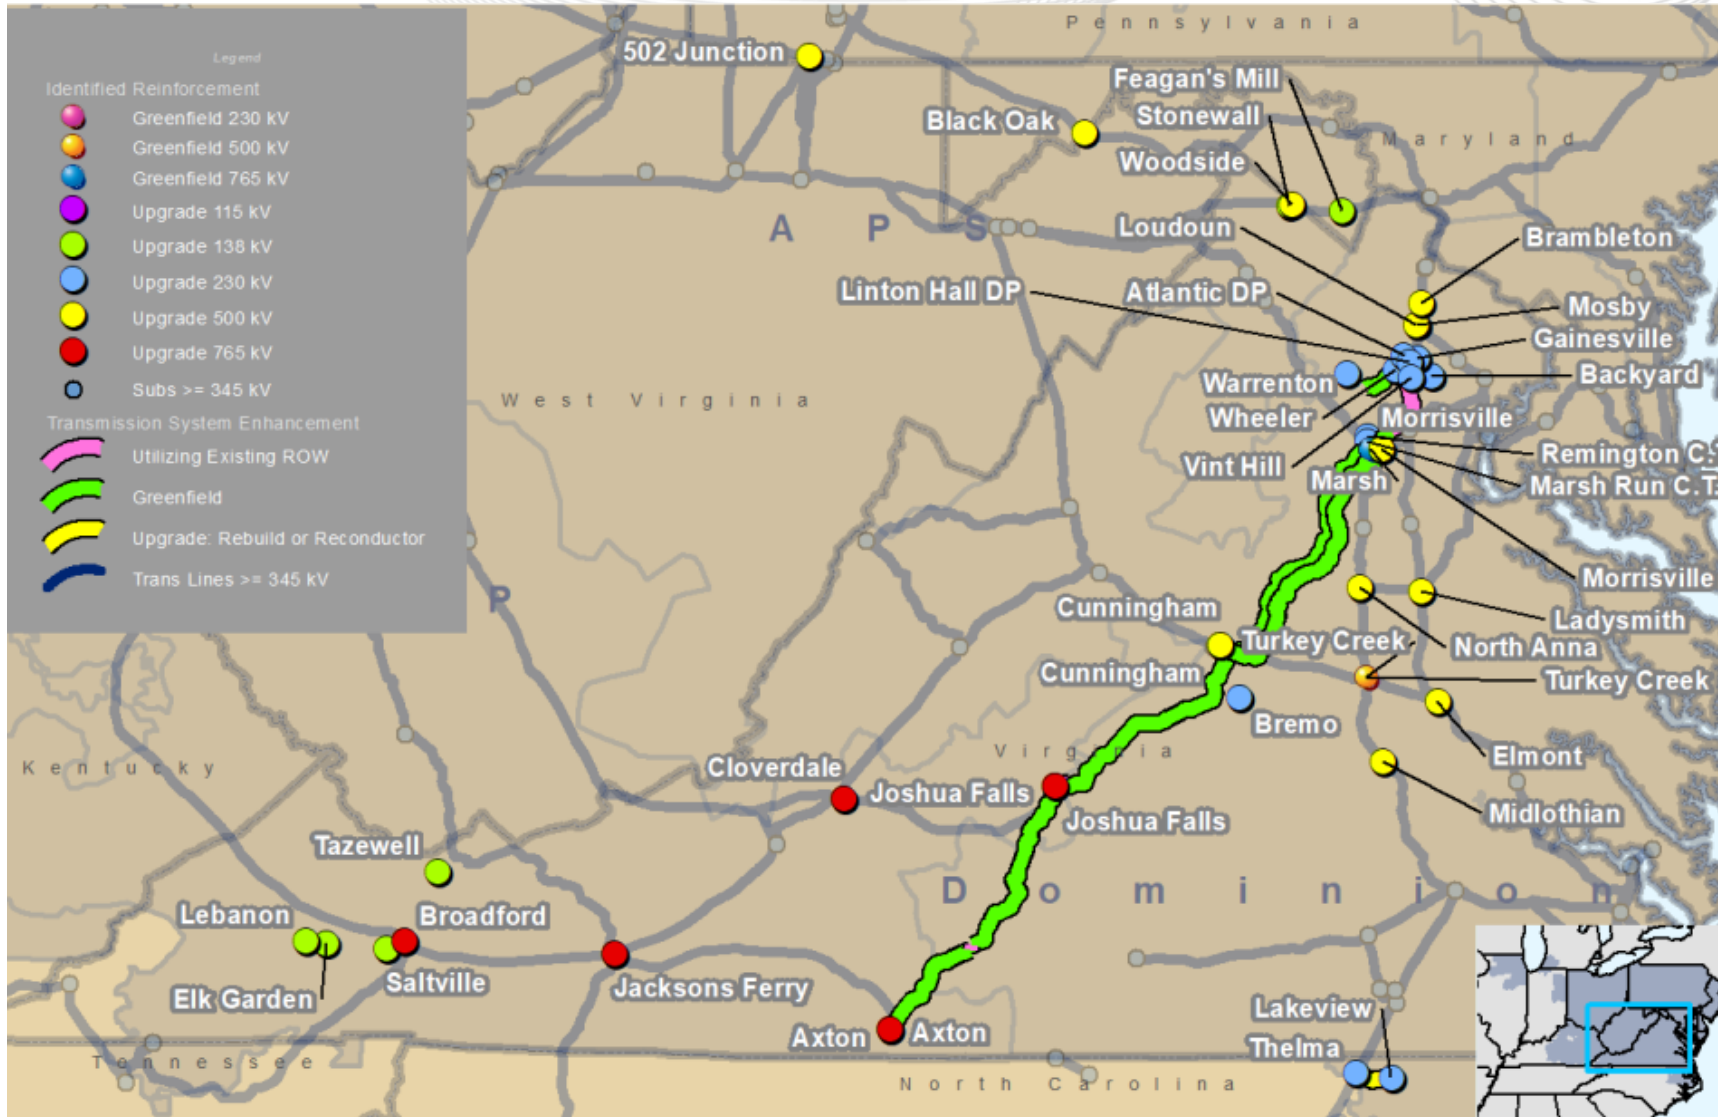 Legend
Identified Reinforcement
Greenfield 230 kV
Greenfield 500 kV
Greenfield 765 kV
Upgrade 115 kV
Upgrade 138 kV
Upgrade 230 kV
Upgrade 500 kV
Upgrade 765 kV
Subs >= 345 kV
Transmission System Enhancement
Utilizing Existing ROW
Greenfield
Upgrade: Rebuild or Reconductor
Trans Lines >= 345 kV
Pennsylvania
502 Junction
Feagan's Mill
Black Oak
Stonewall
Maryland
Woodside
APS
Loudoun
Brambleton
Linton Hall DP
Atlantic DP
Mosby
Gainesville
Warrenton
Backyard
West Virginia
Wheeler
Morrisville
Vint Hill
Remington C.T
Marsh
Marsh Run C.T.
P
Morrisville
Cunningham
Ladysmith
Turkey Creek
North Anna
Cunningham
Turkey Creek
Bremo
Virginia
Elmont
Kentucky
Cloverdale
Joshua Falls
Joshua Falls
Midlothian
Tazewell
Dominion
Lebanon
Broadford
Saltville
Elk Garden
Jacksons Ferry
Lakeview
Axton
Axton
Thelma
Tennessee
North Carolina